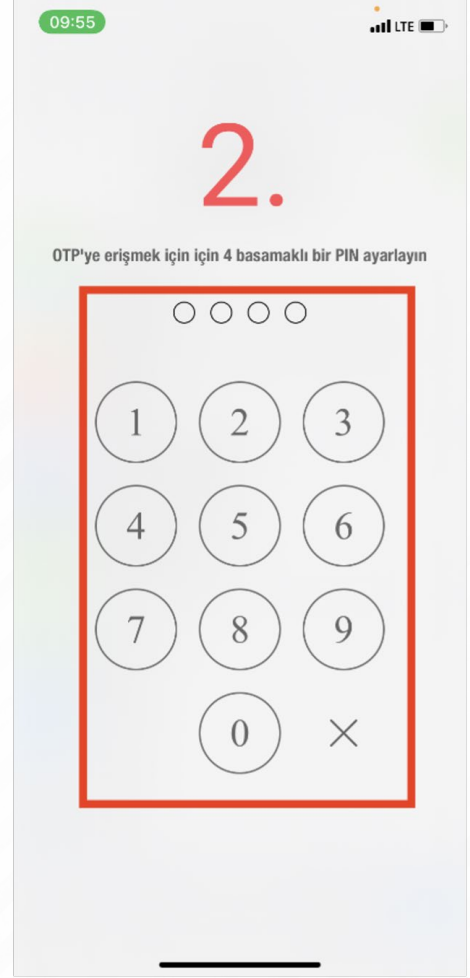 09:55 LTE
2.
OTP'ye erişmek için için 4 basamaklı bir PIN ayarlayın
1 2 3
4 5 6
7 8 9
0 ×